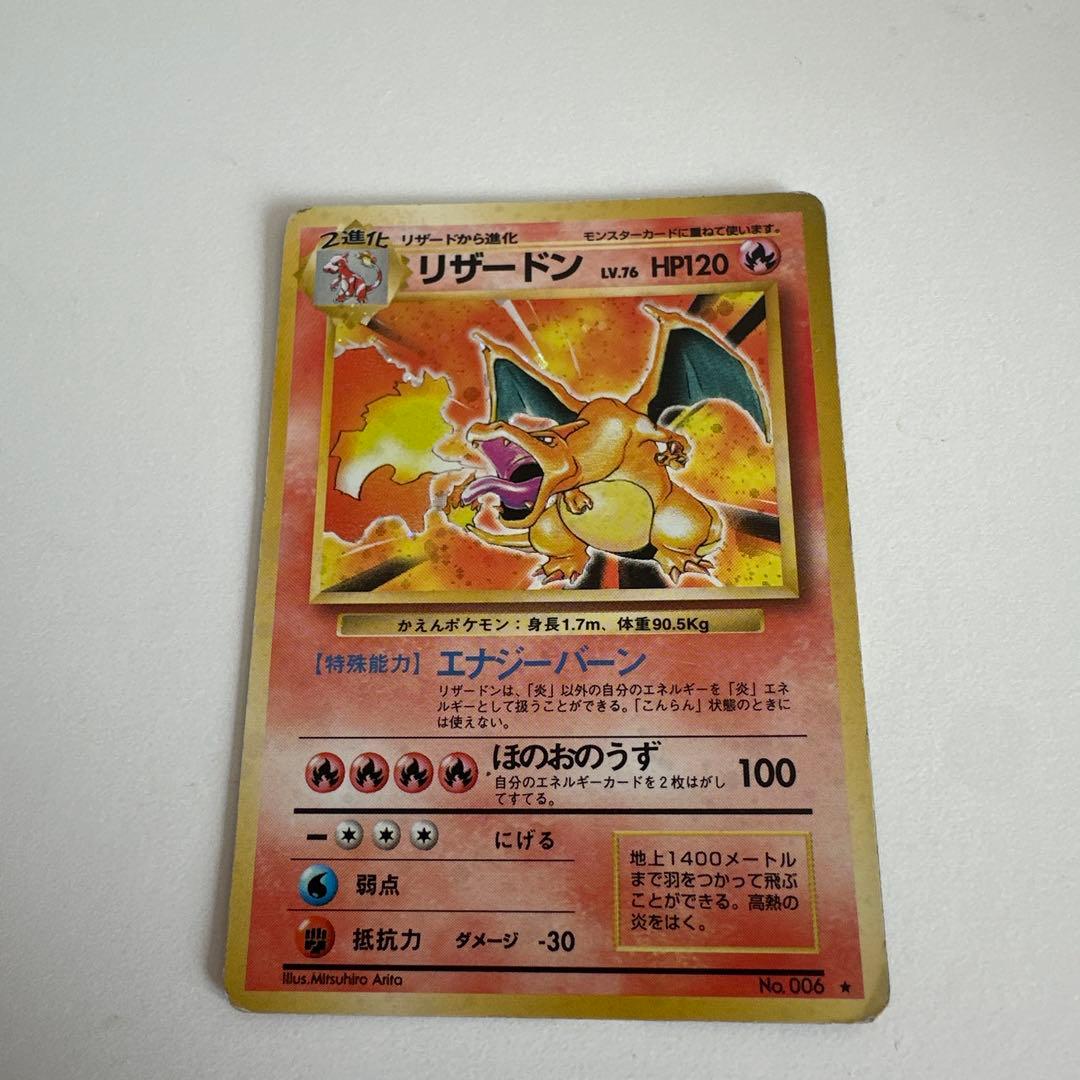 2進化 リザードから進化 モンスターカードに重ねて使います。
リザードン LV.76 HP120
かえんポケモン：身長1.7m、体重90.5Kg
【特殊能力】エナジーバーン
リザードンは、「炎」以外の自分のエネルギーを「炎」エネ
ルギーとして扱うことができる。「こんらん」状態のときに
は使えない。
ほのおのうず 100
自分のエネルギーカードを2枚はがし
てすてる。
にげる
弱点
抵抗力 ダメージ -30
地上1400メートル
まで羽をつかって飛ぶ
ことができる。高熱の
炎をはく。
Illus.Mitsuhiro Arita
No. 006 ★